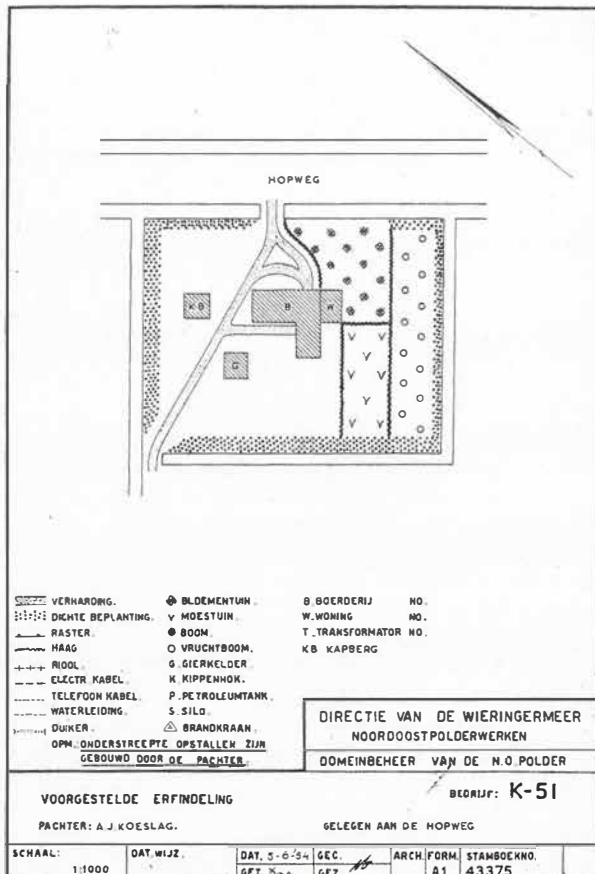 HOPWEG
KB
B
W
G
V V
Y
V V
Y
V V
VERHARDING.
DICHTE BEPLANTING.
RASTER.
HAAG
RIOOL
ELECTR KABEL.
TELEFOON KABEL.
WATERLEIDING.
DUIKER.
BLOEMENTUIN.
V MOESTUIN.
BOOM.
VRUCHTBOOM.
G.GIERKELDER
K.KIPPENHOK.
P.PETROLEUMTANK.
S.SILO.
BRANDKRAAN
B.BOERDERIJ NO.
W.WONING NO.
T.TRANSFORMATOR NO.
KB KAPBERG
OPM. ONDERSTREEPTE OPSTALLEN ZIJN
GEBOUWD DOOR DE PACHTER.
DIRECTIE VAN DE WIERINGERMEER
NOORDOOSTPOLDERWERKEN
DOMEINBEHEER VAN DE N.O. POLDER
VOORGESTELDE ERFINDELING
BEDRIJF: K-51
PACHTER: A.J.KOESLAG.
GELEGEN AAN DE HOPWEG
SCHAAL: DAT.WIJZ. DAT. 3-6-'54 GEC. ARCH. FORM. STAMBOEKNO.
1:1000 GET. GEZ. A1 43375